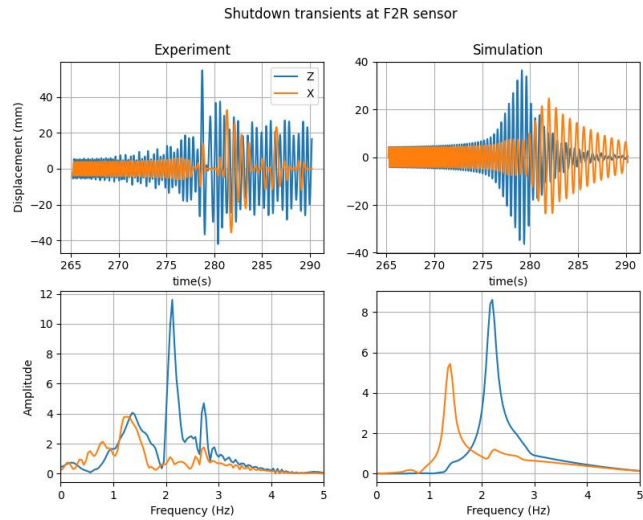 Shutdown transients at F2R sensor
Experiment
Simulation
Displacement (mm)
40
20
0
−20
−40
Z
X
265 270 275 280 285 290
time(s)
40
20
0
−20
−40
265 270 275 280 285 290
time(s)
Amplitude
12
10
8
6
4
2
0
0 1 2 3 4 5
Frequency (Hz)
8
6
4
2
0
0 1 2 3 4 5
Frequency (Hz)